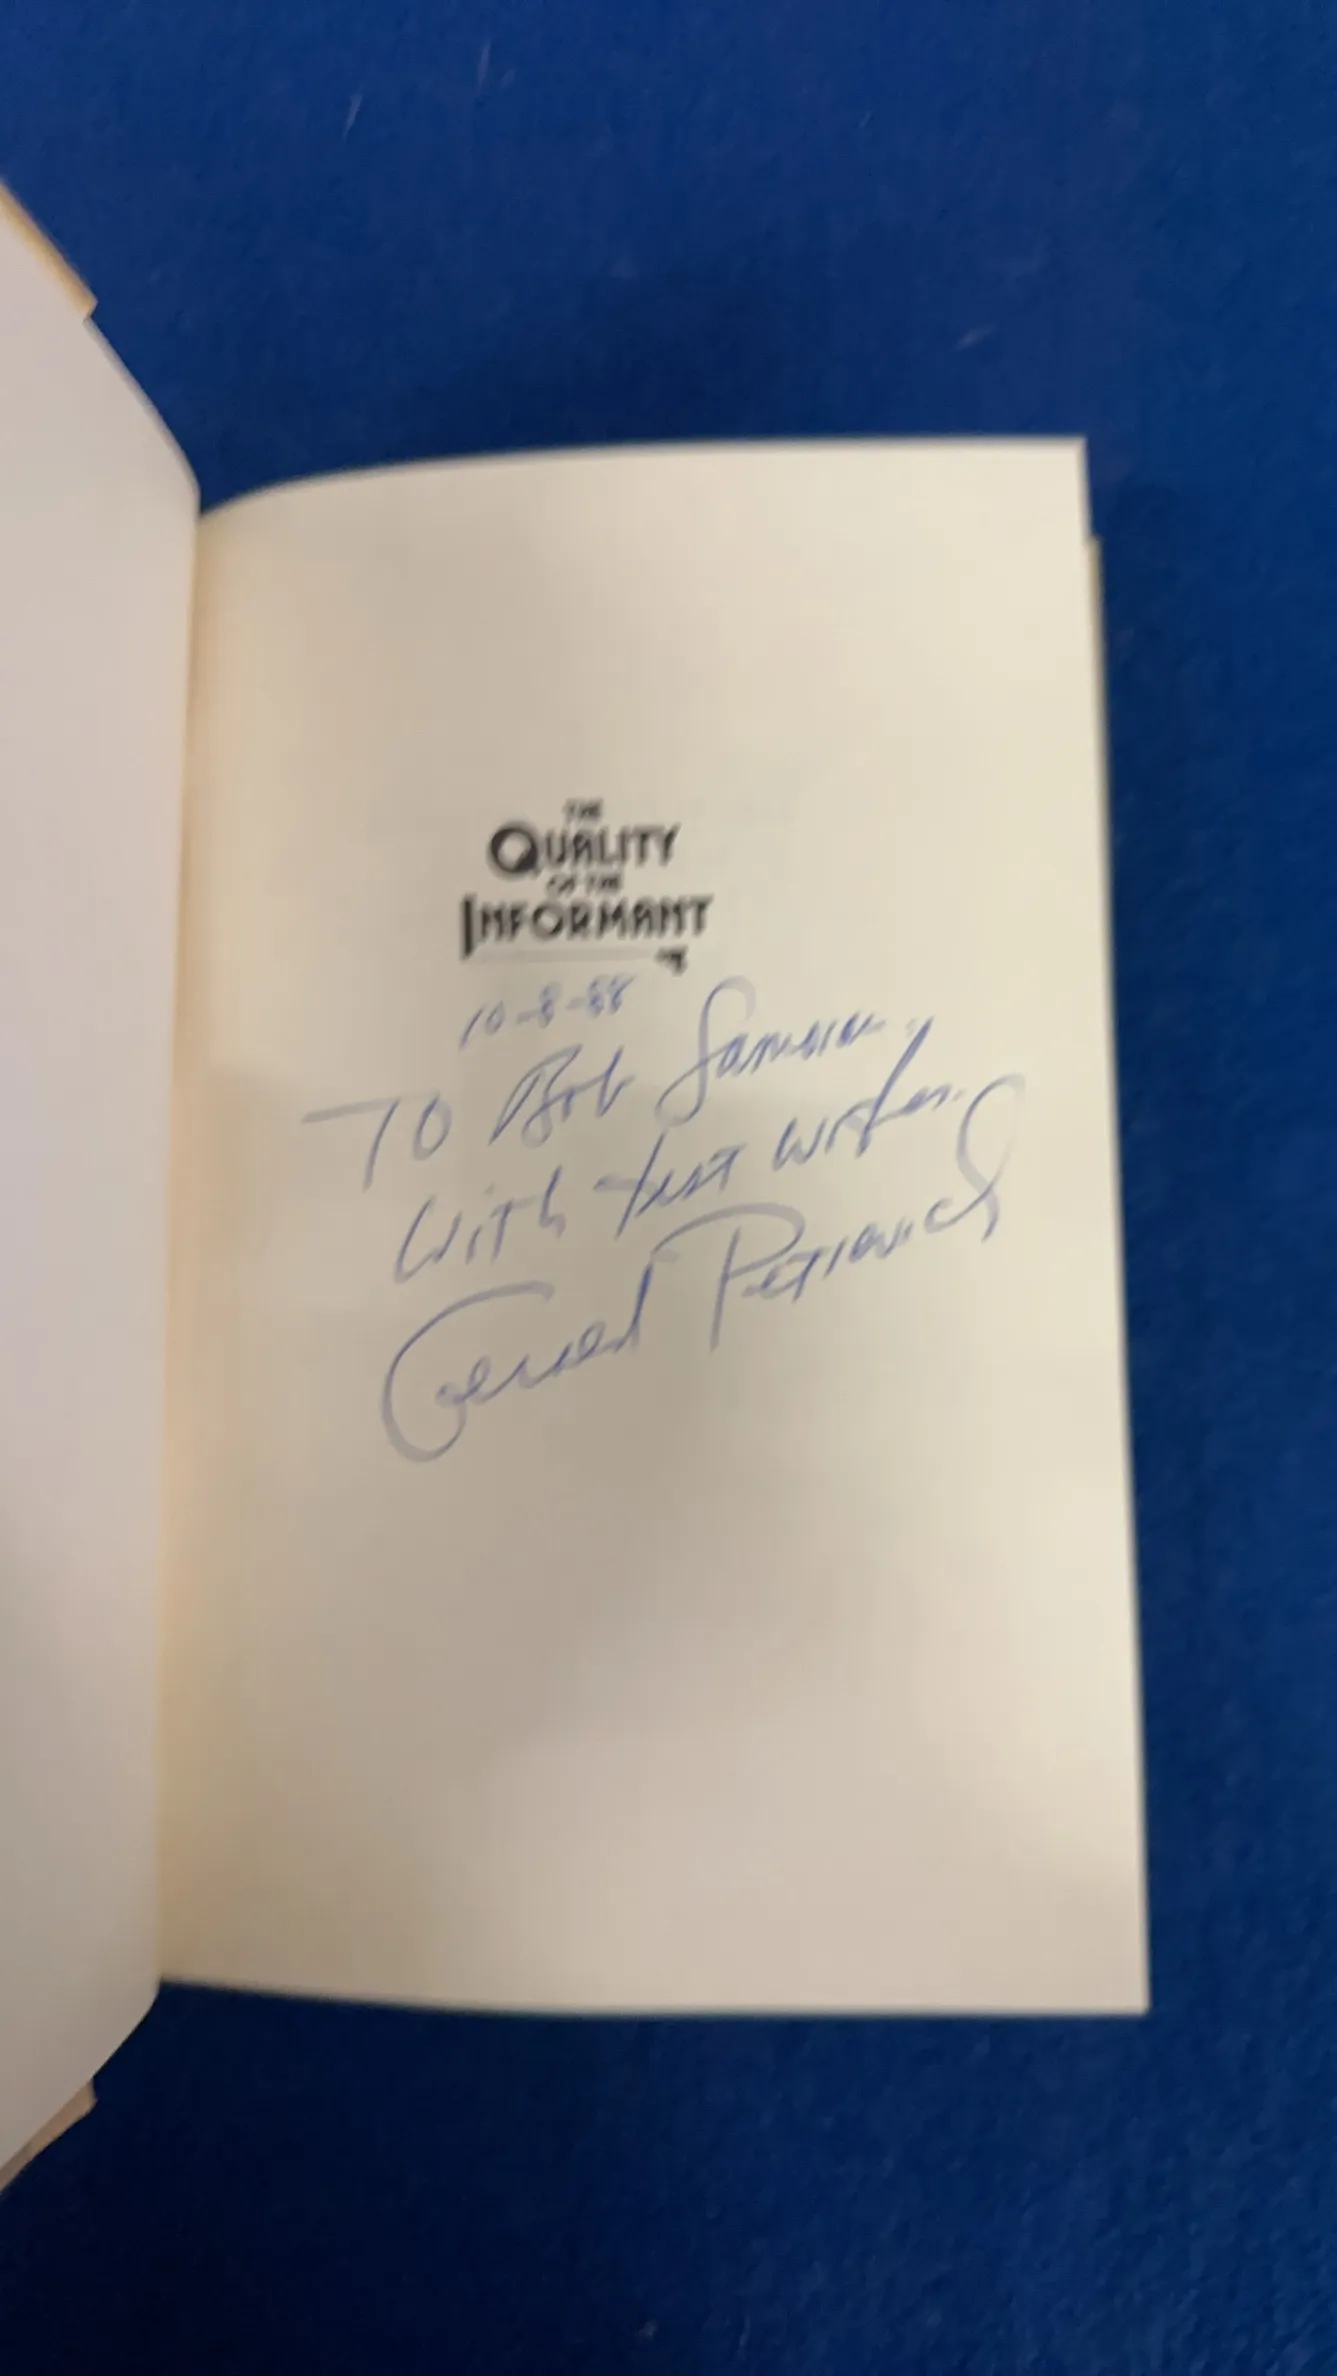 THE
QUALITY
OF THE
INFORMANT
10-8-88
TO Bob
With best wishes.
Gerald Petievich